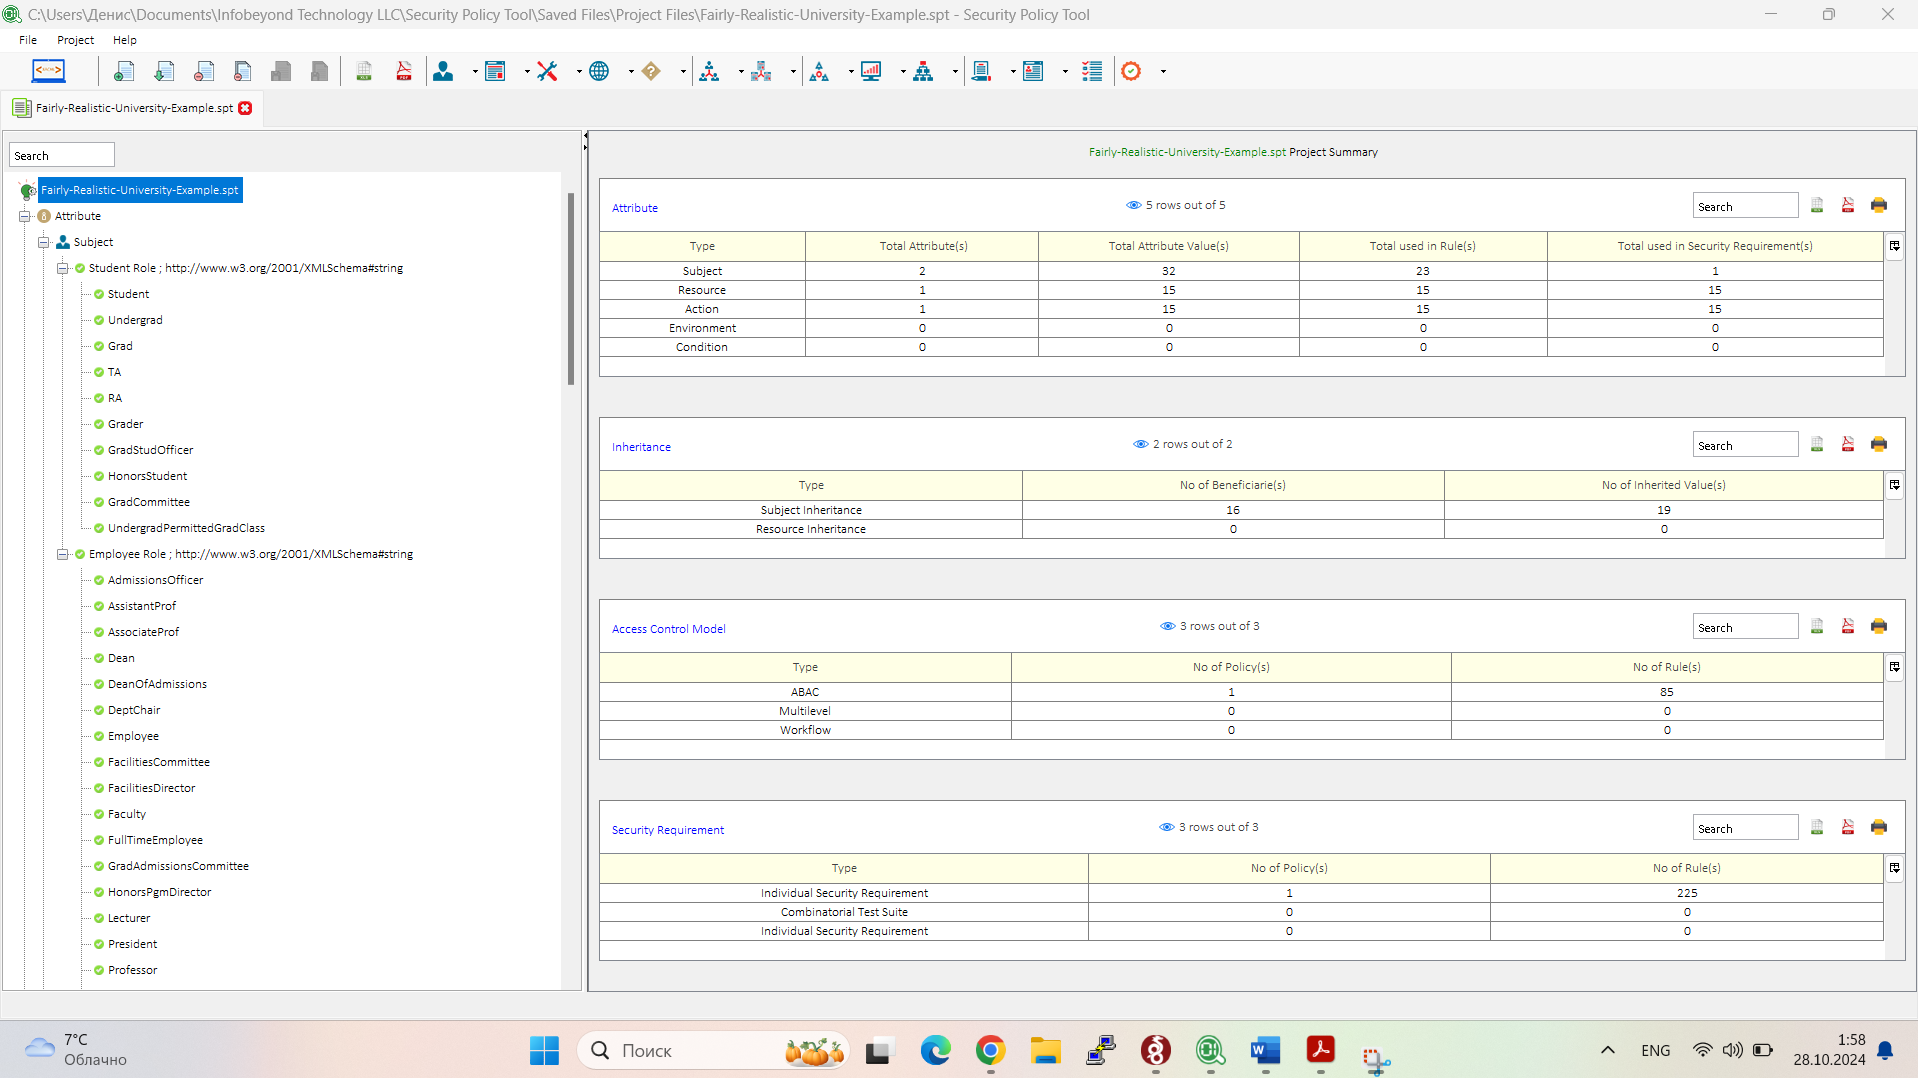 C:\Users\Денис\Documents\Infobeyond Technology LLC\Security Policy Tool\Saved Files\Project Files\Fairly-Realistic-University-Example.spt - Security Policy Tool
File Project Help
Fairly-Realistic-University-Example.spt
Search
Fairly-Realistic-University-Example.spt
Attribute
Subject
Student Role ; http://www.w3.org/2001/XMLSchema#string
Student
Undergrad
Grad
TA
RA
Grader
GradStudOfficer
HonorsStudent
GradCommittee
UndergradPermittedGradClass
Employee Role ; http://www.w3.org/2001/XMLSchema#string
AdmissionsOfficer
AssistantProf
AssociateProf
Dean
DeanOfAdmissions
DeptChair
Employee
FacilitiesCommittee
FacilitiesDirector
Faculty
FullTimeEmployee
GradAdmissionsCommittee
HonorsPgmDirector
Lecturer
President
Professor
Fairly-Realistic-University-Example.spt Project Summary
Attribute 5 rows out of 5 Search
Type Total Attribute(s) Total Attribute Value(s) Total used in Rule(s) Total used in Security Requirement(s)
Subject 2 32 23 1
Resource 1 15 15 15
Action 1 15 15 15
Environment 0 0 0 0
Condition 0 0 0 0
Inheritance 2 rows out of 2 Search
Type No of Beneficiarie(s) No of Inherited Value(s)
Subject Inheritance 16 19
Resource Inheritance 0 0
Access Control Model 3 rows out of 3 Search
Type No of Policy(s) No of Rule(s)
ABAC 1 85
Multilevel 0 0
Workflow 0 0
Security Requirement 3 rows out of 3 Search
Type No of Policy(s) No of Rule(s)
Individual Security Requirement 1 225
Combinatorial Test Suite 0 0
Individual Security Requirement 0 0
7°C
Облачно
Поиск
ENG
1:58
28.10.2024